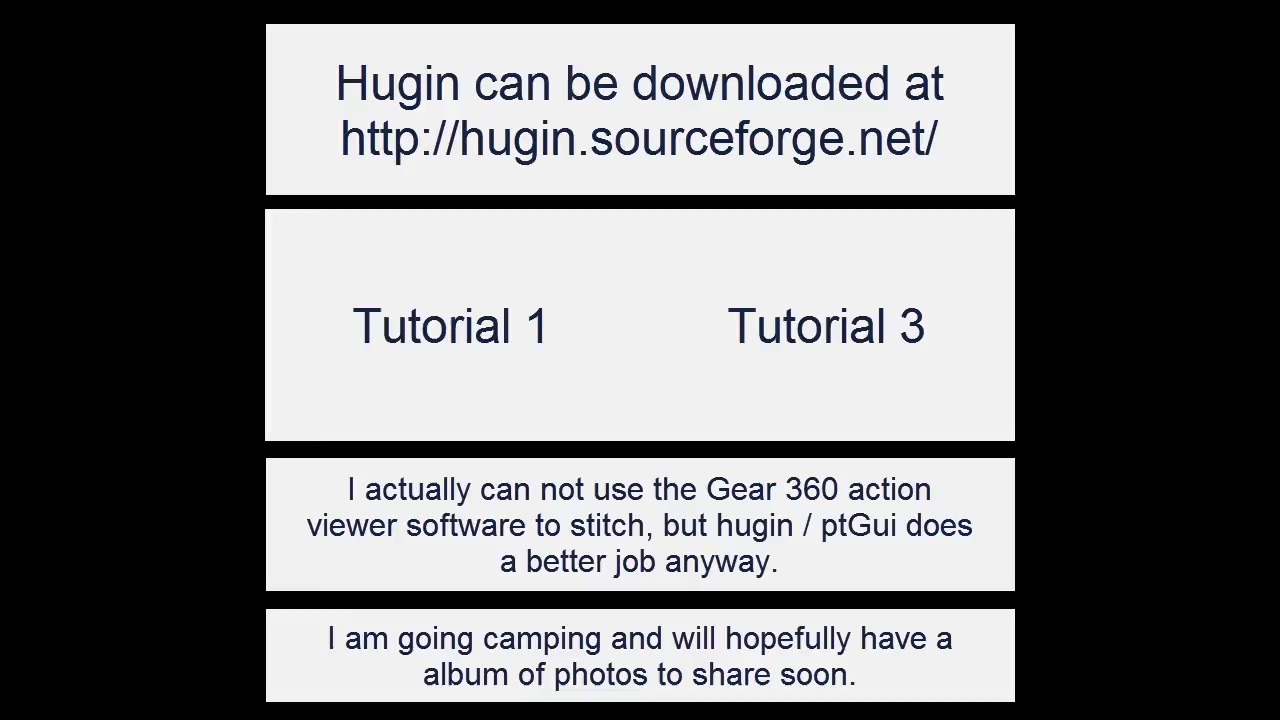 Hugin can be downloaded at
http://hugin.sourceforge.net/
Tutorial 1
Tutorial 3
I actually can not use the Gear 360 action
viewer software to stitch, but hugin / ptGui does
a better job anyway.
I am going camping and will hopefully have a
album of photos to share soon.